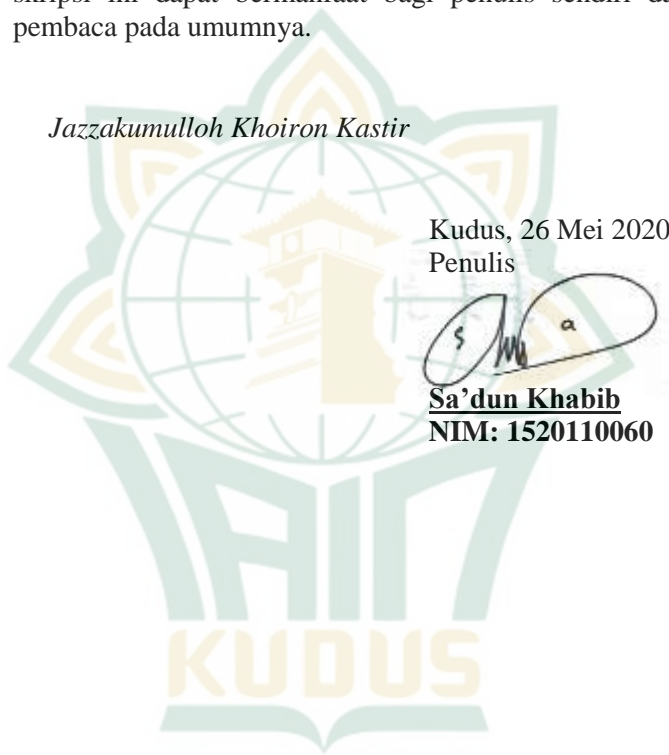 skripsi ini dapat bermanfaat bagi penulis sendiri
pembaca pada umumnya.
Jazzakumulloh Khoiron Kastir
Kudus, 26 Mei 2020
Penulis
s a
Sa’dun Khabib
NIM: 1520110060
IAIN
KUDUS